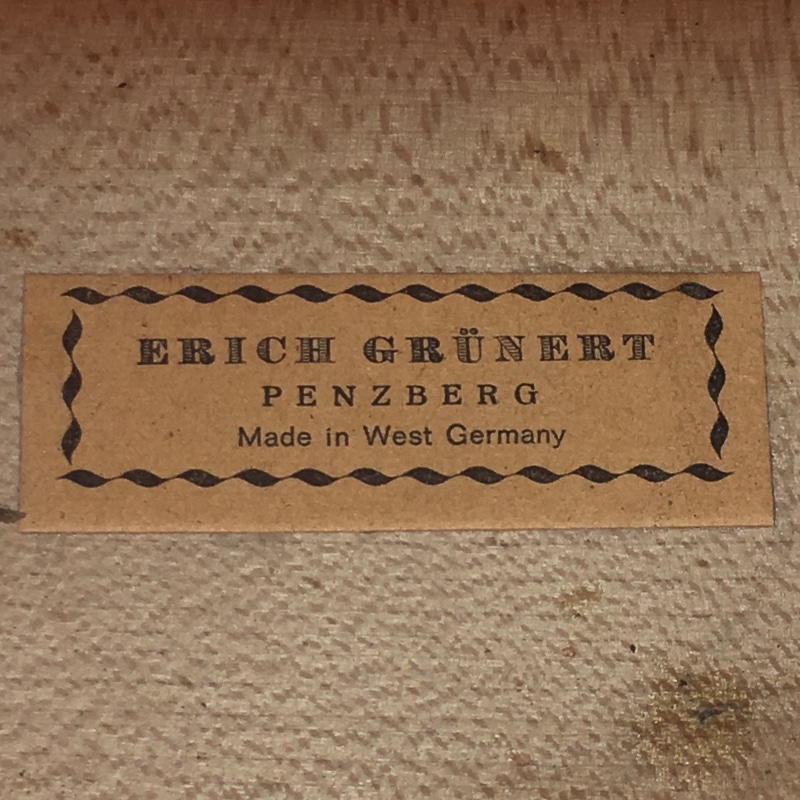 ERICH GRÜNERT
PENZBERG
Made in West Germany